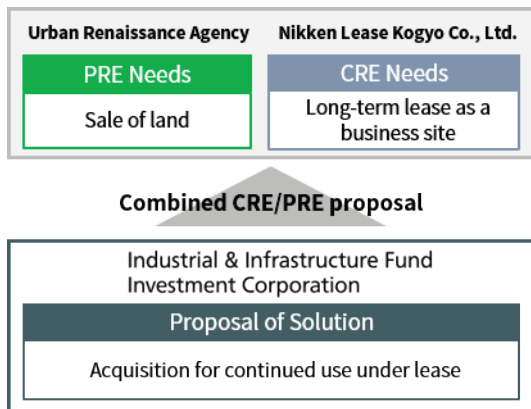 Urban Renaissance Agency
Nikken Lease Kogyo Co., Ltd.
PRE Needs
CRE Needs
Sale of land
Long-term lease as a
business site
Combined CRE/PRE proposal
Industrial & Infrastructure Fund
Investment Corporation
Proposal of Solution
Acquisition for continued use under lease